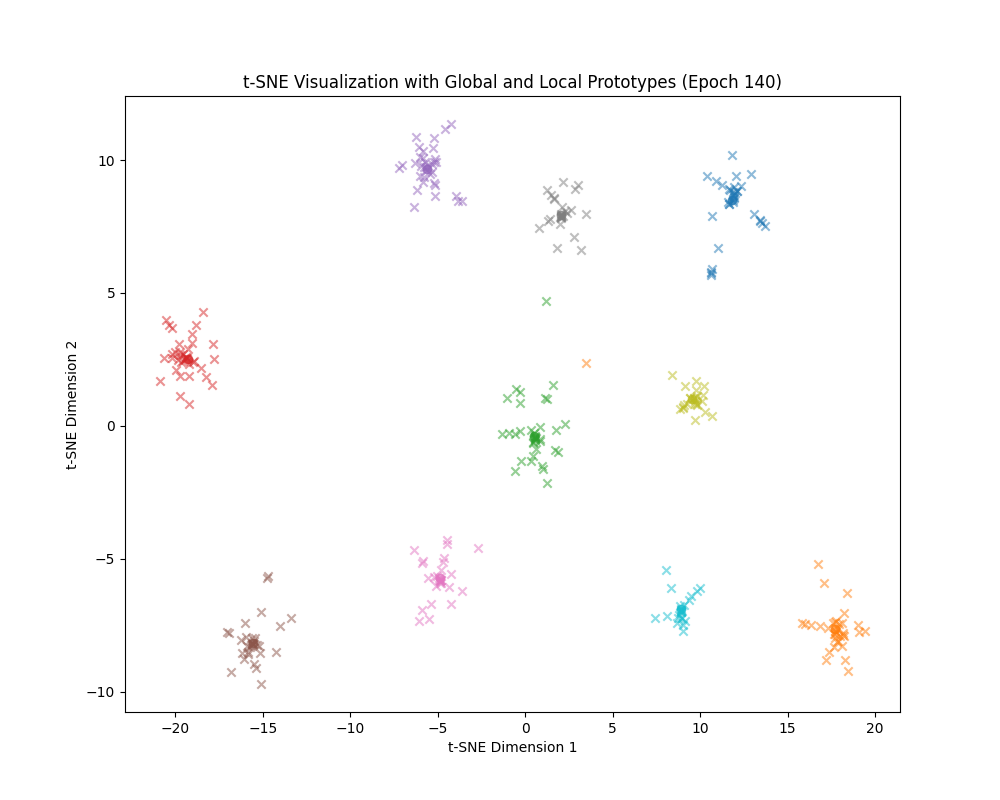 t-SNE Visualization with Global and Local Prototypes (Epoch 140)
10
5
0
−5
−10
t-SNE Dimension 2
−20 −15 −10 −5 0 5 10 15 20
t-SNE Dimension 1